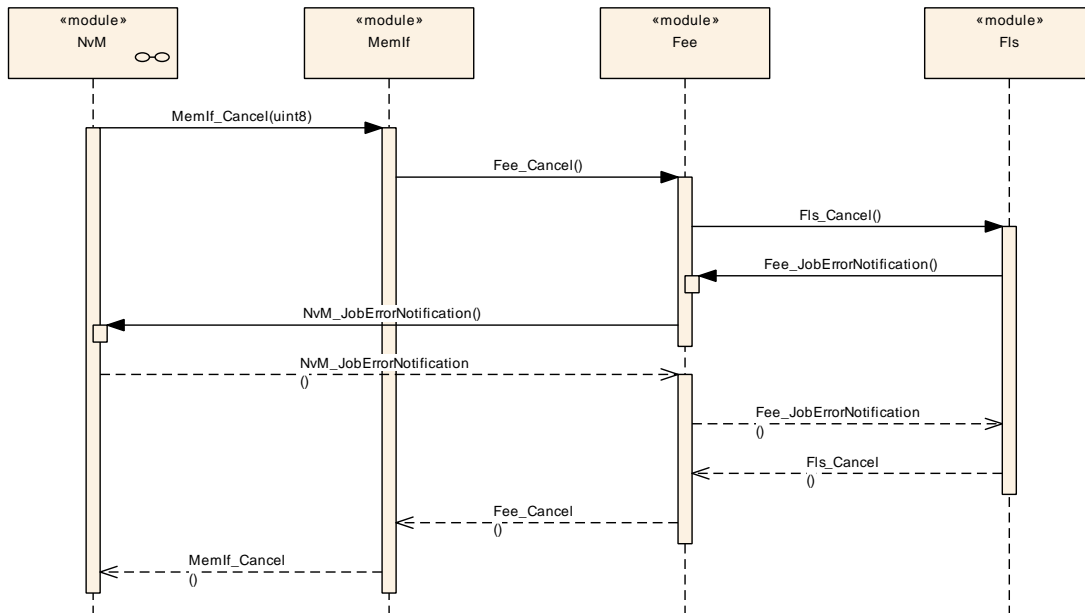 «module»
NvM
«module»
MemIf
«module»
Fee
«module»
Fls
MemIf_Cancel(uint8)
Fee_Cancel()
Fls_Cancel()
Fee_JobErrorNotification()
NvM_JobErrorNotification()
NvM_JobErrorNotification
()
Fee_JobErrorNotification
()
Fls_Cancel
()
Fee_Cancel
()
MemIf_Cancel
()